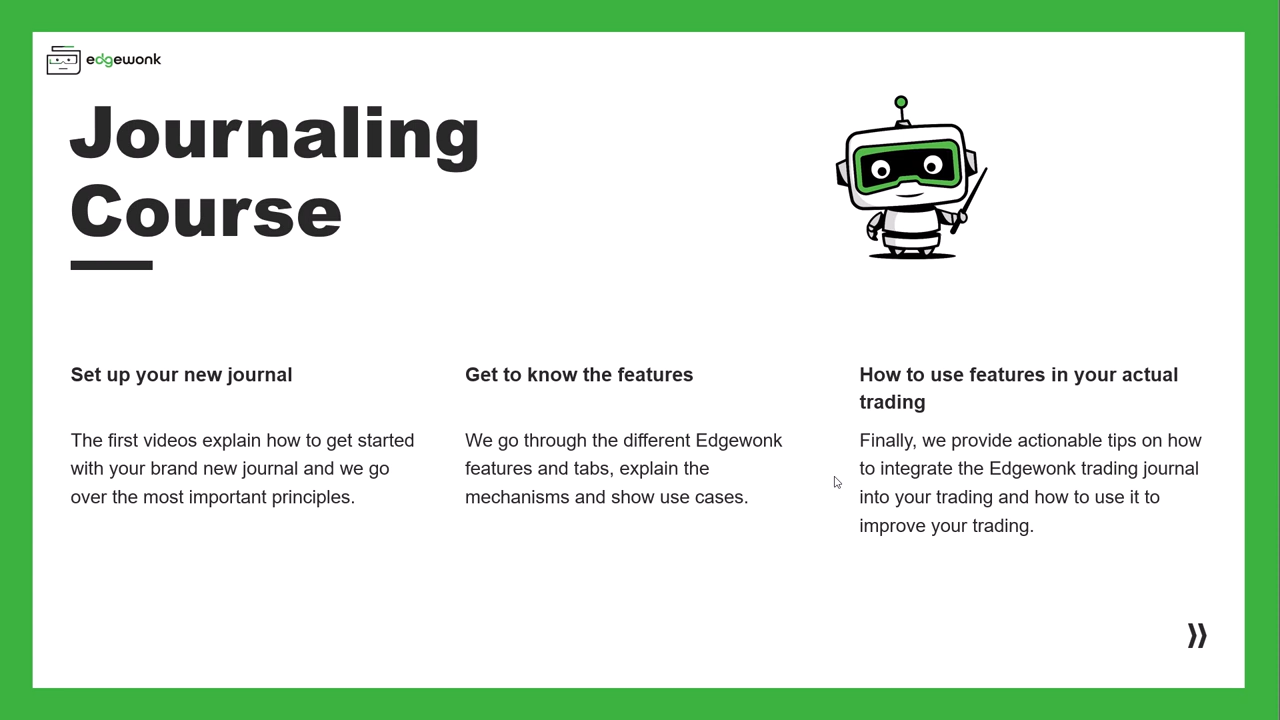 edgewonk
Journaling
Course
Set up your new journal
The first videos explain how to get started
with your brand new journal and we go
over the most important principles.
Get to know the features
We go through the different Edgewonk
features and tabs, explain the
mechanisms and show use cases.
How to use features in your actual
trading
Finally, we provide actionable tips on how
to integrate the Edgewonk trading journal
into your trading and how to use it to
improve your trading.